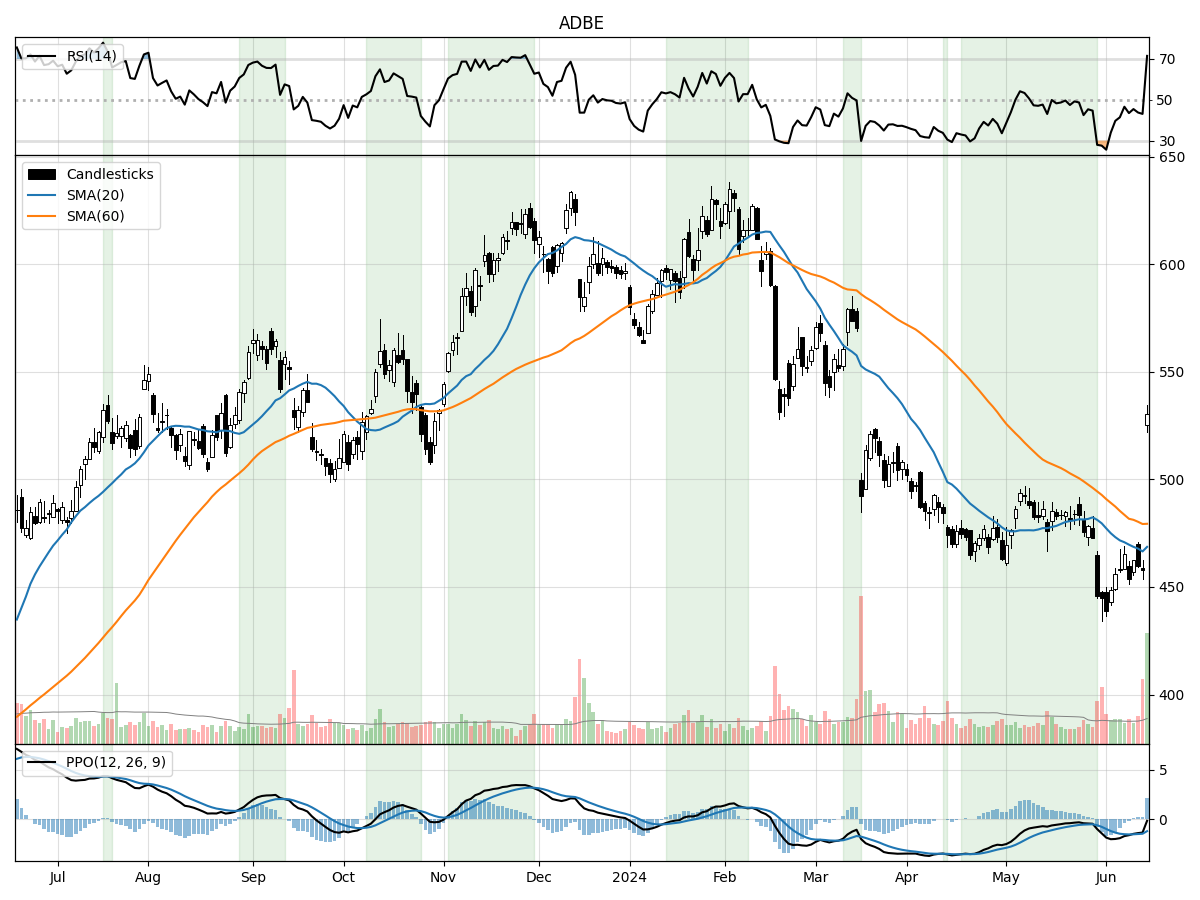 ADBE
RSI(14)
70
50
30
Candlesticks
SMA(20)
SMA(60)
650
600
550
500
450
400
PPO(12, 26, 9)
5
0
Jul Aug Sep Oct Nov Dec 2024 Feb Mar Apr May Jun